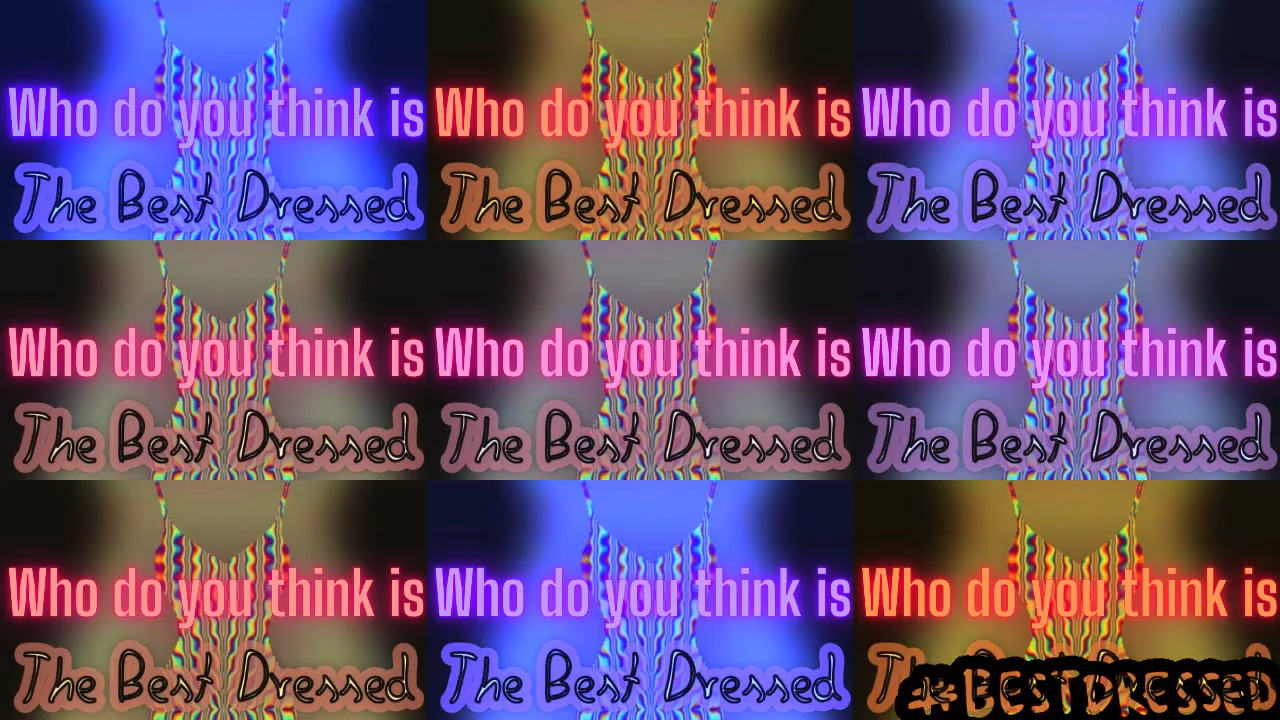 Who do you think is Who do you think is Who do you think is
The Best Dressed The Best Dressed The Best Dressed
Who do you think is Who do you think is Who do you think is
The Best Dressed The Best Dressed The Best Dressed
Who do you think is Who do you think is Who do you think is
The Best Dressed The Best Dressed The
#BESTDRESSED